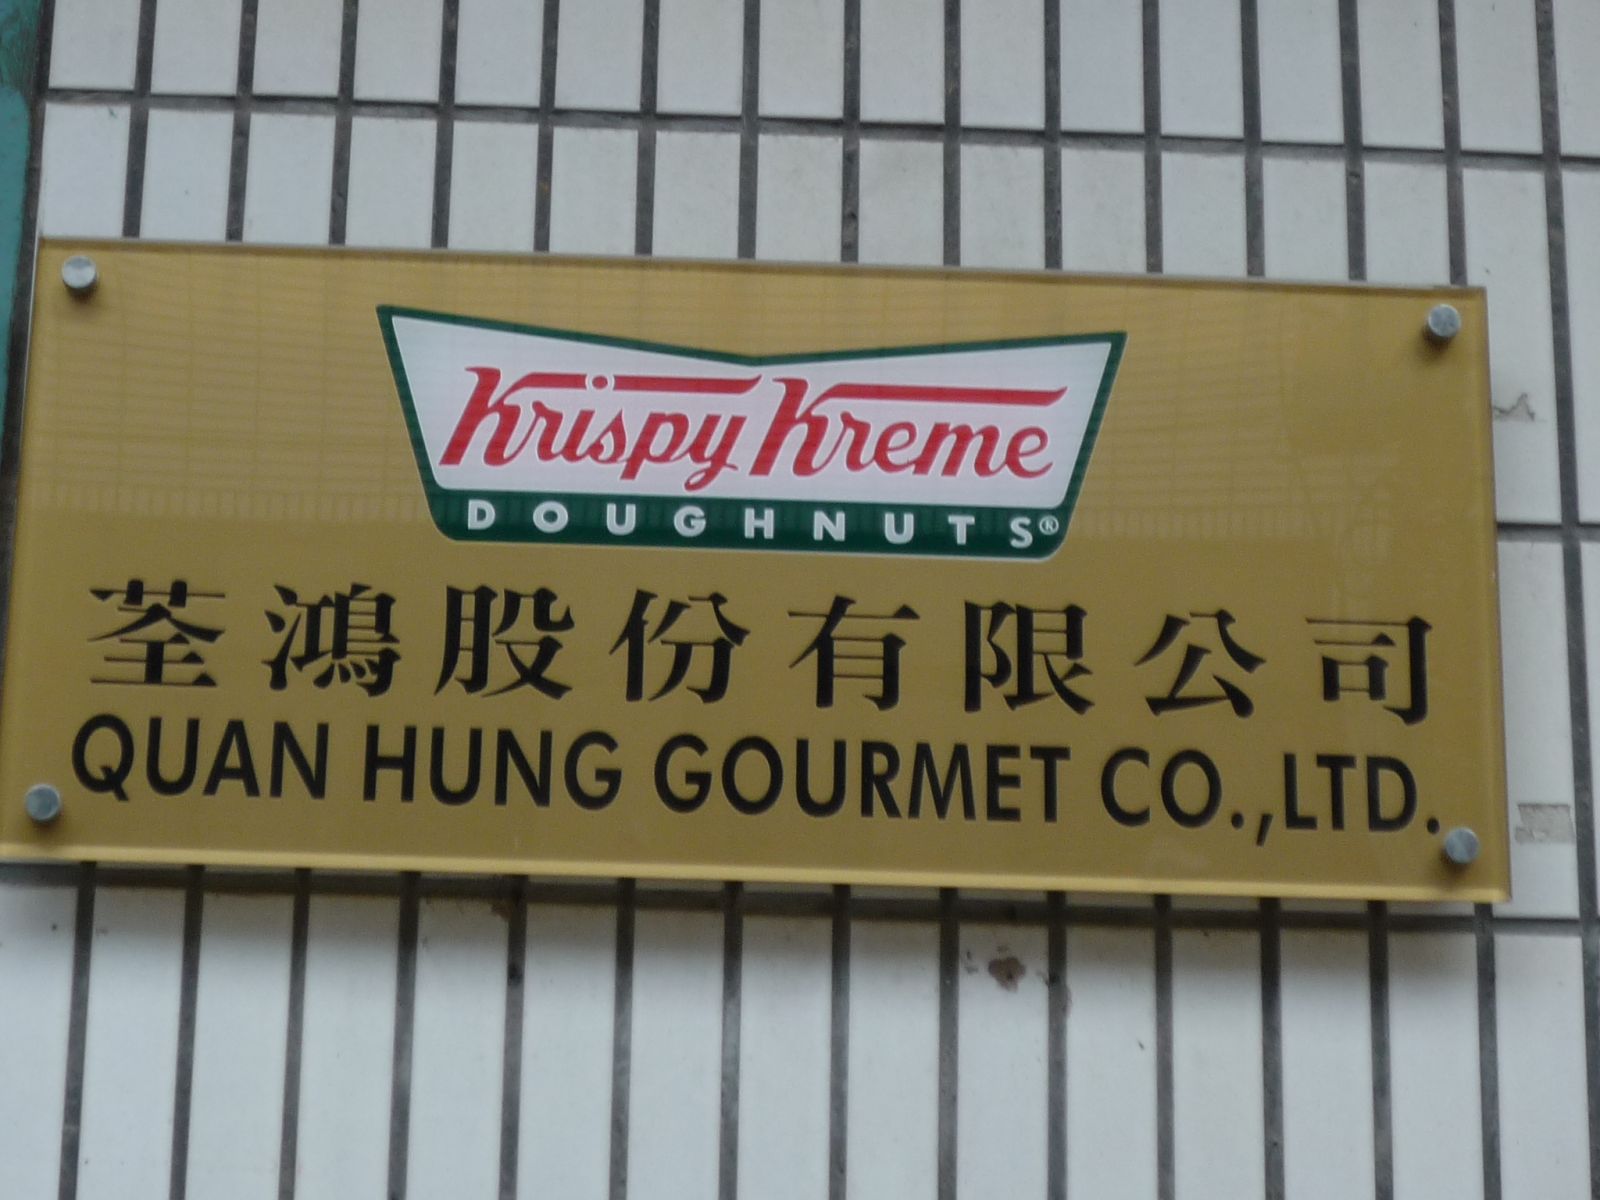 Krispy Kreme
DOUGHNUTS®
荃鴻股份有限公司
QUAN HUNG GOURMET CO.,LTD.